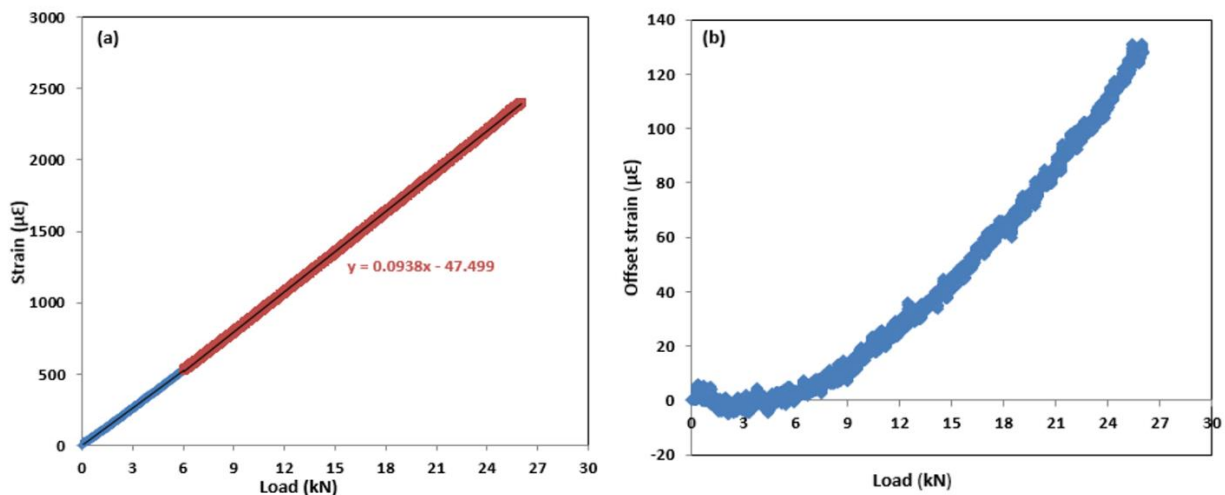 (a)
3000
2500
2000
1500
1000
500
0
Strain (με)
y = 0.0938x - 47.499
0 3 6 9 12 15 18 21 24 27 30
Load (kN)
(b)
140
120
100
80
60
40
20
0
-20
Offset strain (με)
0 3 6 9 12 15 18 21 24 27 30
Load (kN)